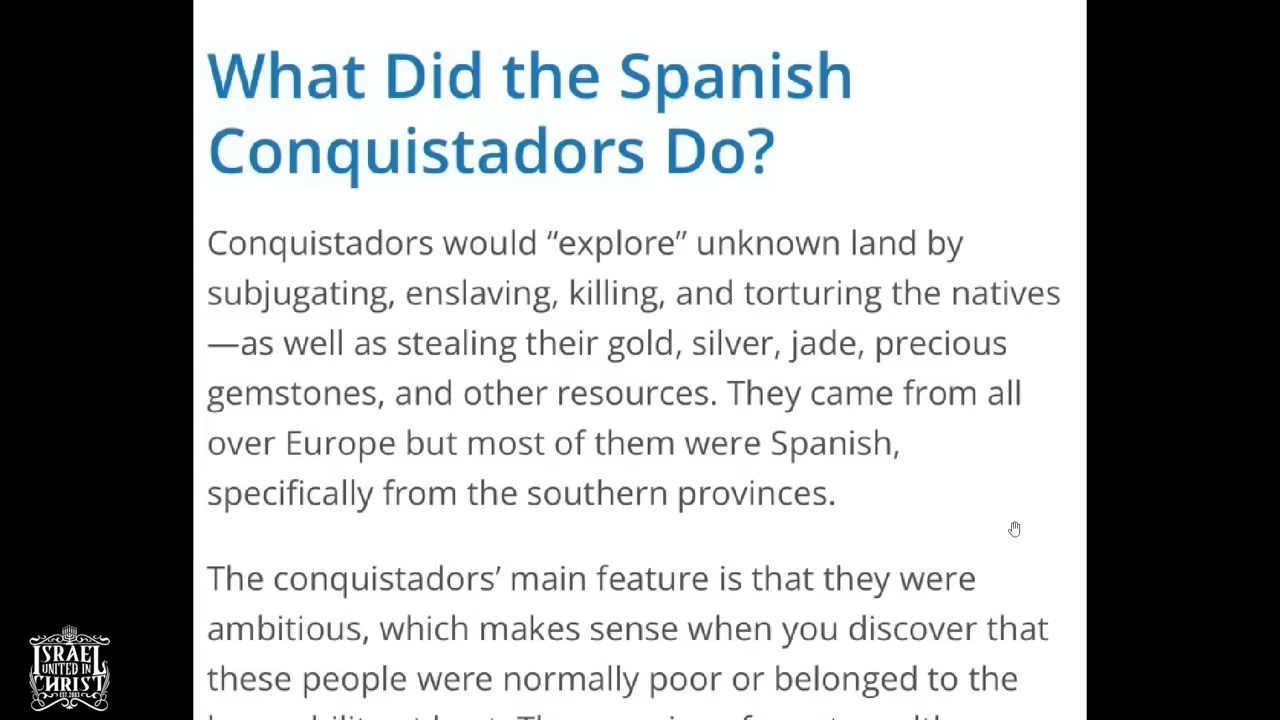 What Did the Spanish
Conquistadors Do?
Conquistadors would “explore” unknown land by
subjugating, enslaving, killing, and torturing the natives
—as well as stealing their gold, silver, jade, precious
gemstones, and other resources. They came from all
over Europe but most of them were Spanish,
specifically from the southern provinces.
The conquistadors’ main feature is that they were
ambitious, which makes sense when you discover that
these people were normally poor or belonged to the
ISRAEL
UNITED IN
CHRIST
EST. 2003